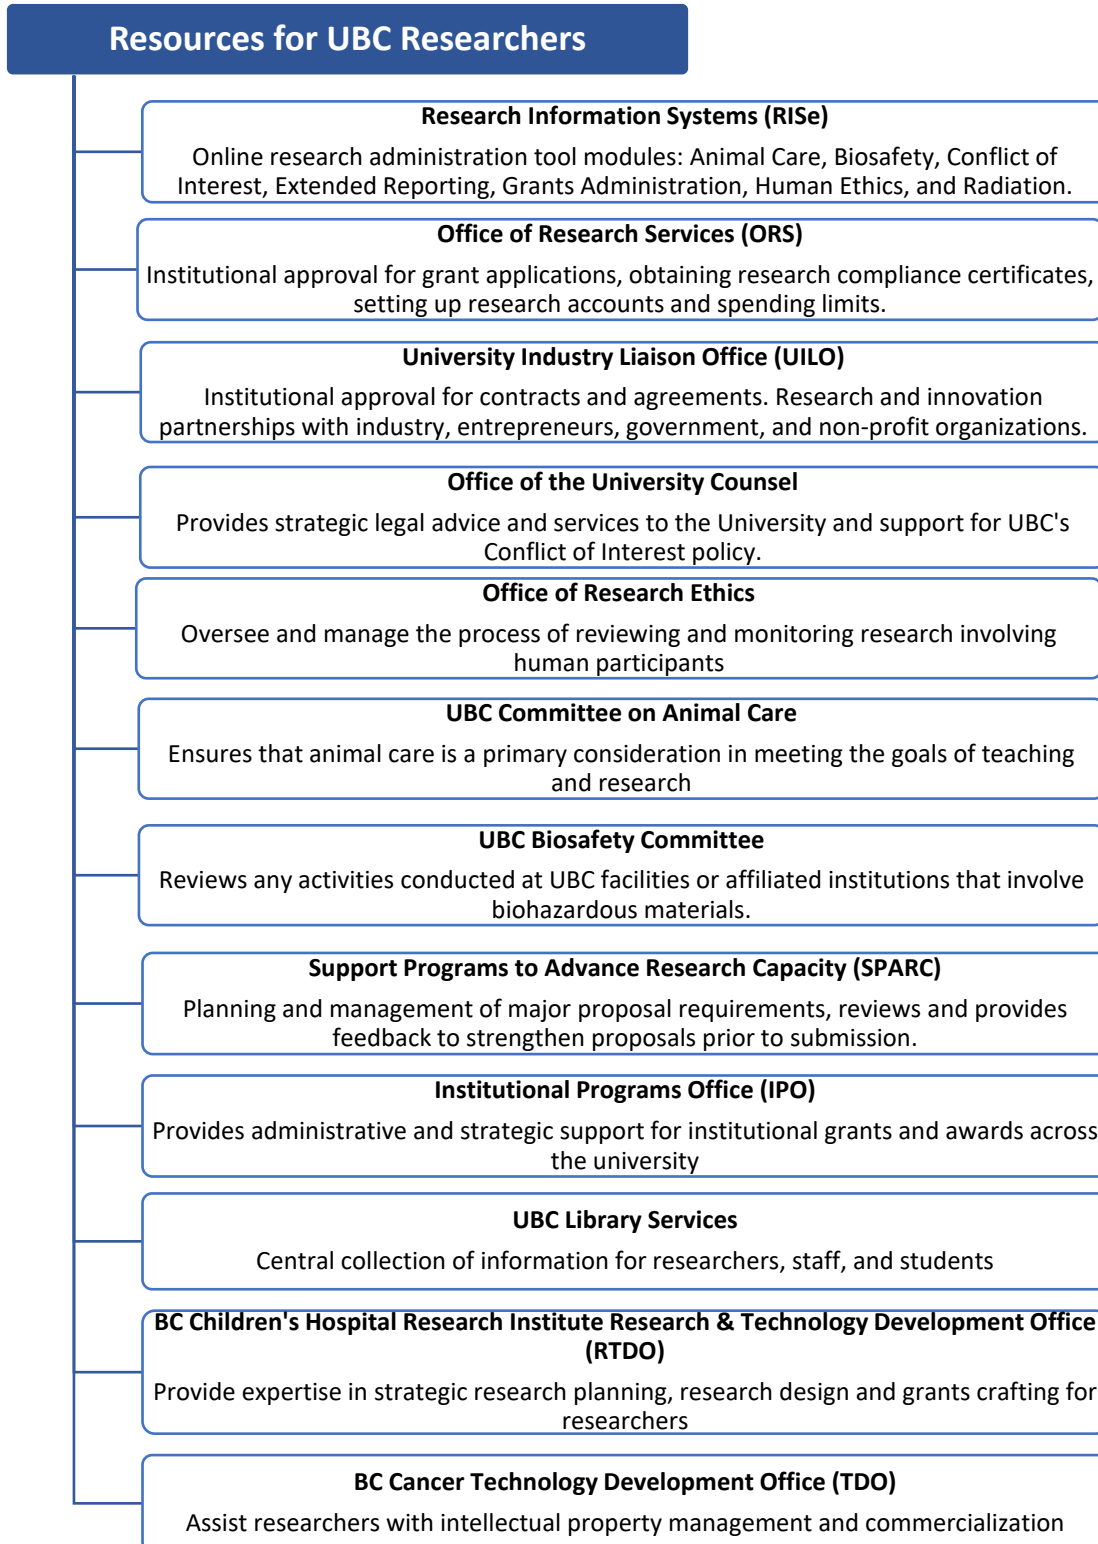 Resources for UBC Researchers
Research Information Systems (RISe)
Online research administration tool modules: Animal Care, Biosafety, Conflict of
Interest, Extended Reporting, Grants Administration, Human Ethics, and Radiation.
Office of Research Services (ORS)
Institutional approval for grant applications, obtaining research compliance certificates,
setting up research accounts and spending limits.
University Industry Liaison Office (UILO)
Institutional approval for contracts and agreements. Research and innovation
partnerships with industry, entrepreneurs, government, and non-profit organizations.
Office of the University Counsel
Provides strategic legal advice and services to the University and support for UBC's
Conflict of Interest policy.
Office of Research Ethics
Oversee and manage the process of reviewing and monitoring research involving
human participants
UBC Committee on Animal Care
Ensures that animal care is a primary consideration in meeting the goals of teaching
and research
UBC Biosafety Committee
Reviews any activities conducted at UBC facilities or affiliated institutions that involve
biohazardous materials.
Support Programs to Advance Research Capacity (SPARC)
Planning and management of major proposal requirements, reviews and provides
feedback to strengthen proposals prior to submission.
Institutional Programs Office (IPO)
Provides administrative and strategic support for institutional grants and awards across
the university
UBC Library Services
Central collection of information for researchers, staff, and students
BC Children's Hospital Research Institute Research & Technology Development Office
(RTDO)
Provide expertise in strategic research planning, research design and grants crafting for
researchers
BC Cancer Technology Development Office (TDO)
Assist researchers with intellectual property management and commercialization